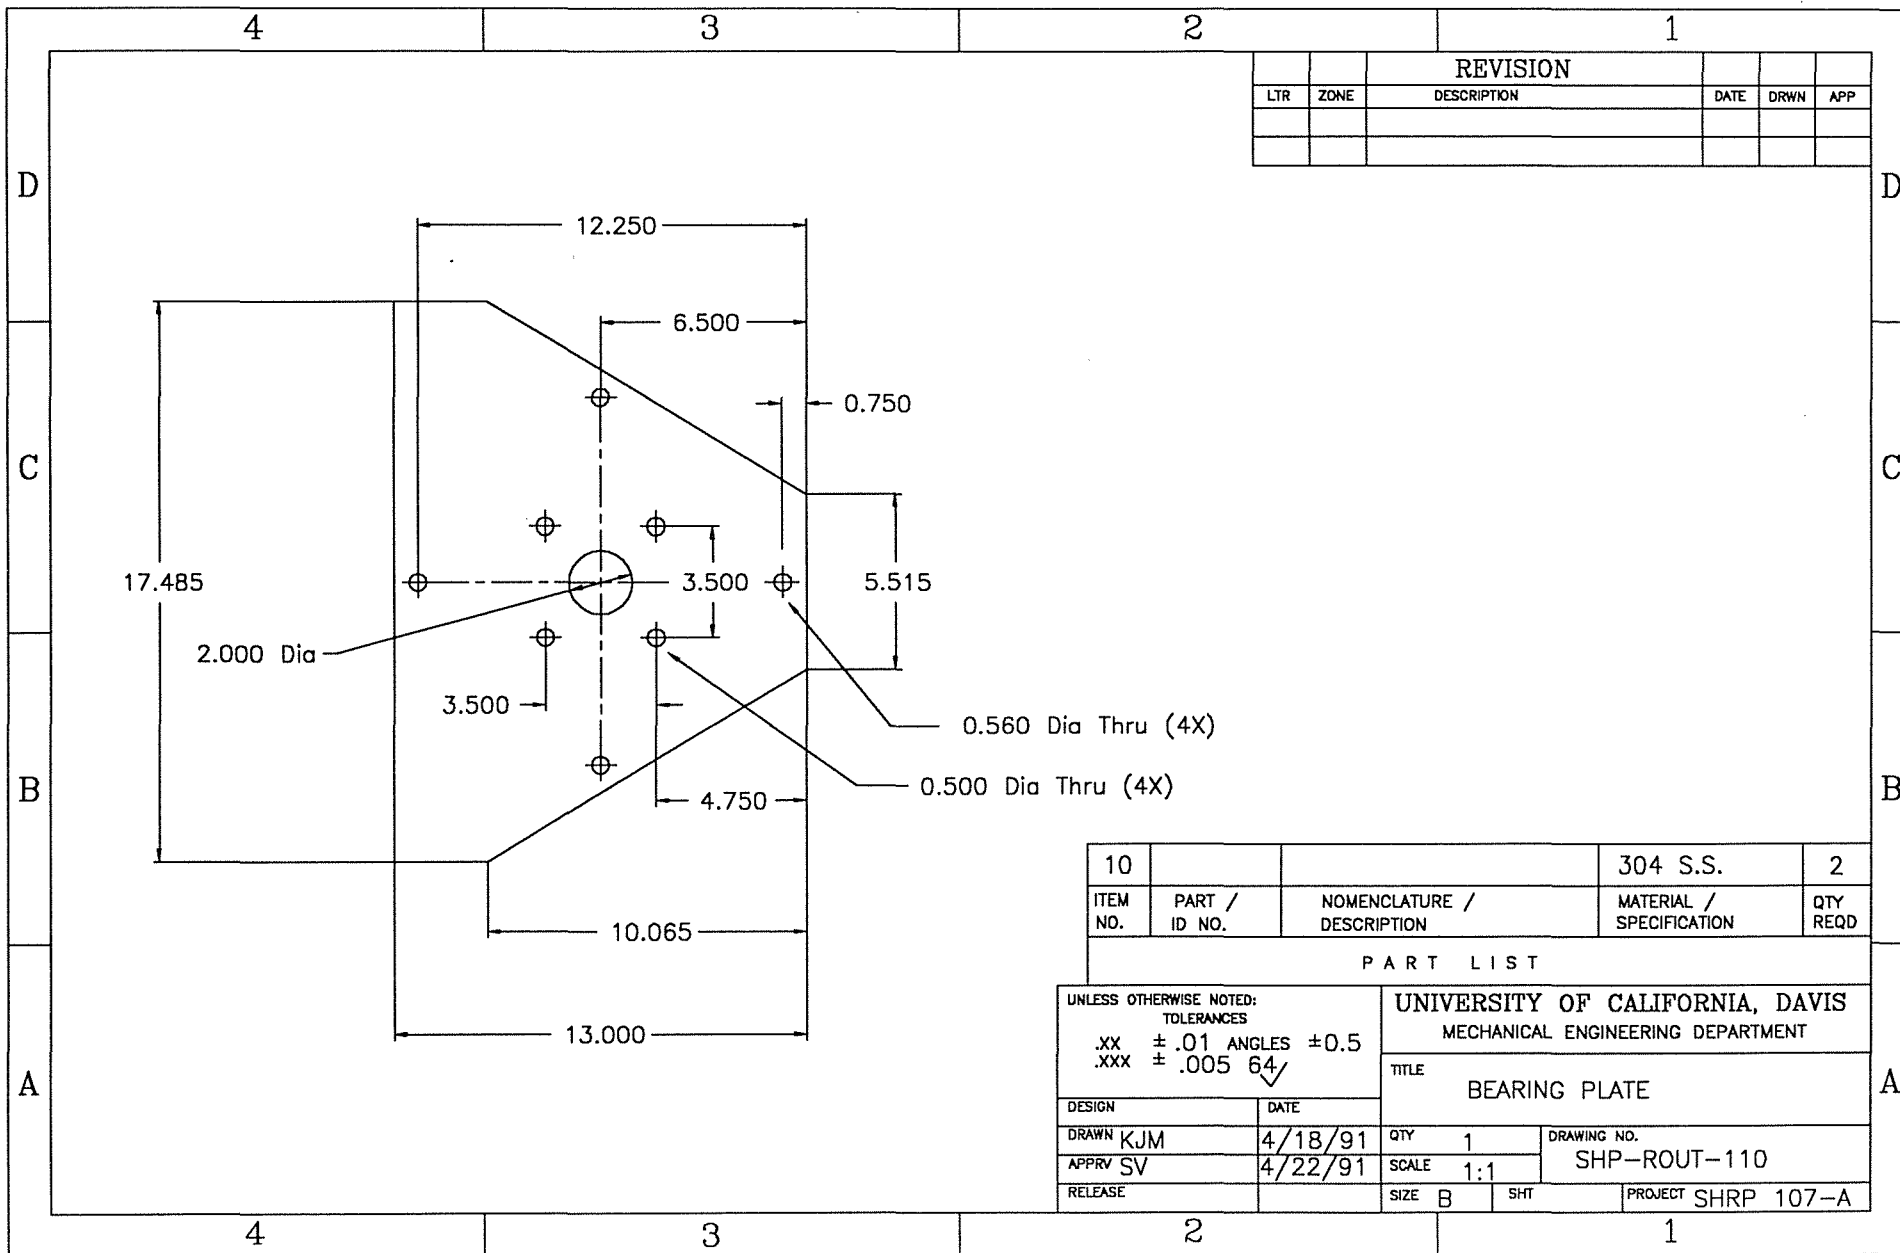 4 3 2 1
REVISION
LTR ZONE DESCRIPTION DATE DRWN APP
D D
12.250
6.500
0.750
C C
17.485
3.500
5.515
2.000 Dia
3.500
0.560 Dia Thru (4X)
0.500 Dia Thru (4X)
4.750
B B
10.065
13.000
A A
10 304 S.S. 2
ITEM NO. PART / ID NO. NOMENCLATURE / DESCRIPTION MATERIAL / SPECIFICATION QTY REQD
PART LIST
UNLESS OTHERWISE NOTED:
TOLERANCES
.XX ± .01 ANGLES ±0.5
.XXX ± .005 64
UNIVERSITY OF CALIFORNIA, DAVIS
MECHANICAL ENGINEERING DEPARTMENT
TITLE
BEARING PLATE
DESIGN DATE
DRAWN KJM 4/18/91
APPRV SV 4/22/91
RELEASE
QTY 1
SCALE 1:1
DRAWING NO.
SHP-ROUT-110
SIZE B SHT PROJECT SHRP 107-A
4 3 2 1